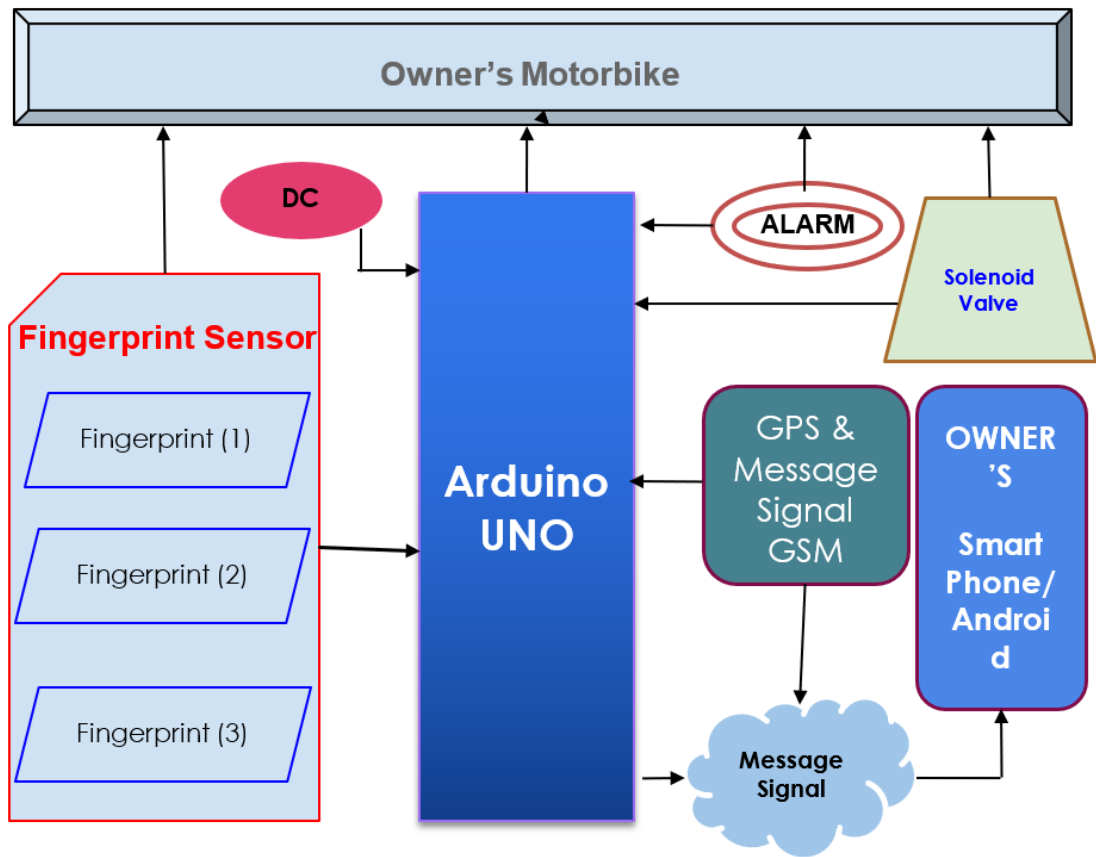 Owner's Motorbike
DC
ALARM
Solenoid
Valve
Fingerprint Sensor
Fingerprint (1)
Fingerprint (2)
Fingerprint (3)
Arduino
UNO
GPS &
Message
Signal
GSM
OWNER
'S
Smart
Phone/
Androi
d
Message
Signal